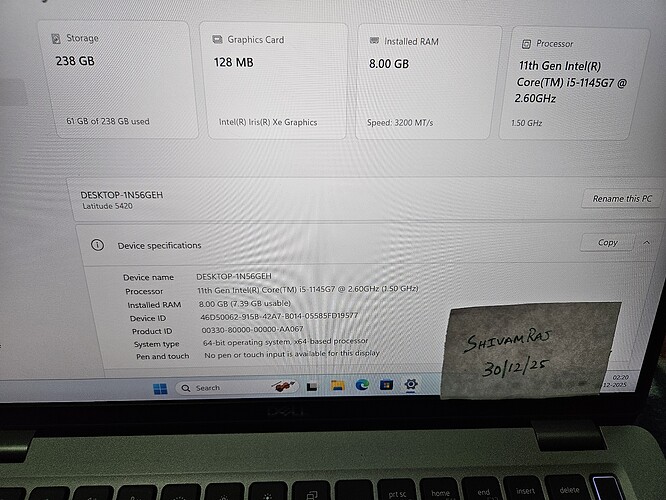 Storage
238 GB
61 GB of 238 GB used
Graphics Card
128 MB
Intel(R) Iris(R) Xe Graphics
Installed RAM
8.00 GB
Speed: 3200 MT/s
Processor
11th Gen Intel(R)
Core(TM) i5-1145G7 @
2.60GHz
1.50 GHz
DESKTOP-1N56GEH
Latitude 5420
Rename this PC
Device specifications
Copy
Device name DESKTOP-1N56GEH
Processor 11th Gen Intel(R) Core(TM) i5-1145G7 @ 2.60GHz (1.50 GHz)
Installed RAM 8.00 GB (7.39 GB usable)
Device ID 46D50062-915B-42A7-8014-05585FD19577
Product ID 00330-80000-00000-AA067
System type 64-bit operating system, x64-based processor
Pen and touch No pen or touch input is available for this display
SHIVAMRAJ
30/12/25
Search
02:20
12-2025
DELL
prt sc
home
end
insert
delete